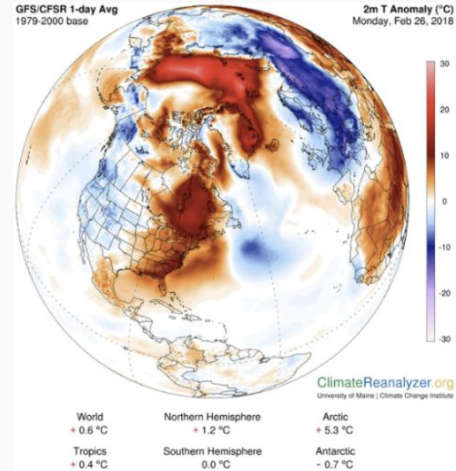 GFS/CFSR 1-day Avg
1979-2000 base
2m T Anomaly (°C)
Monday, Feb 26, 2018
30
20
10
0
-10
-20
-30
ClimateReanalyzer.org
University of Maine | Climate Change Institute
World
+ 0.6 °C
Northern Hemisphere
+ 1.2 °C
Arctic
+ 5.3 °C
Tropics
+ 0.4 °C
Southern Hemisphere
0.0 °C
Antarctic
- 0.7 °C